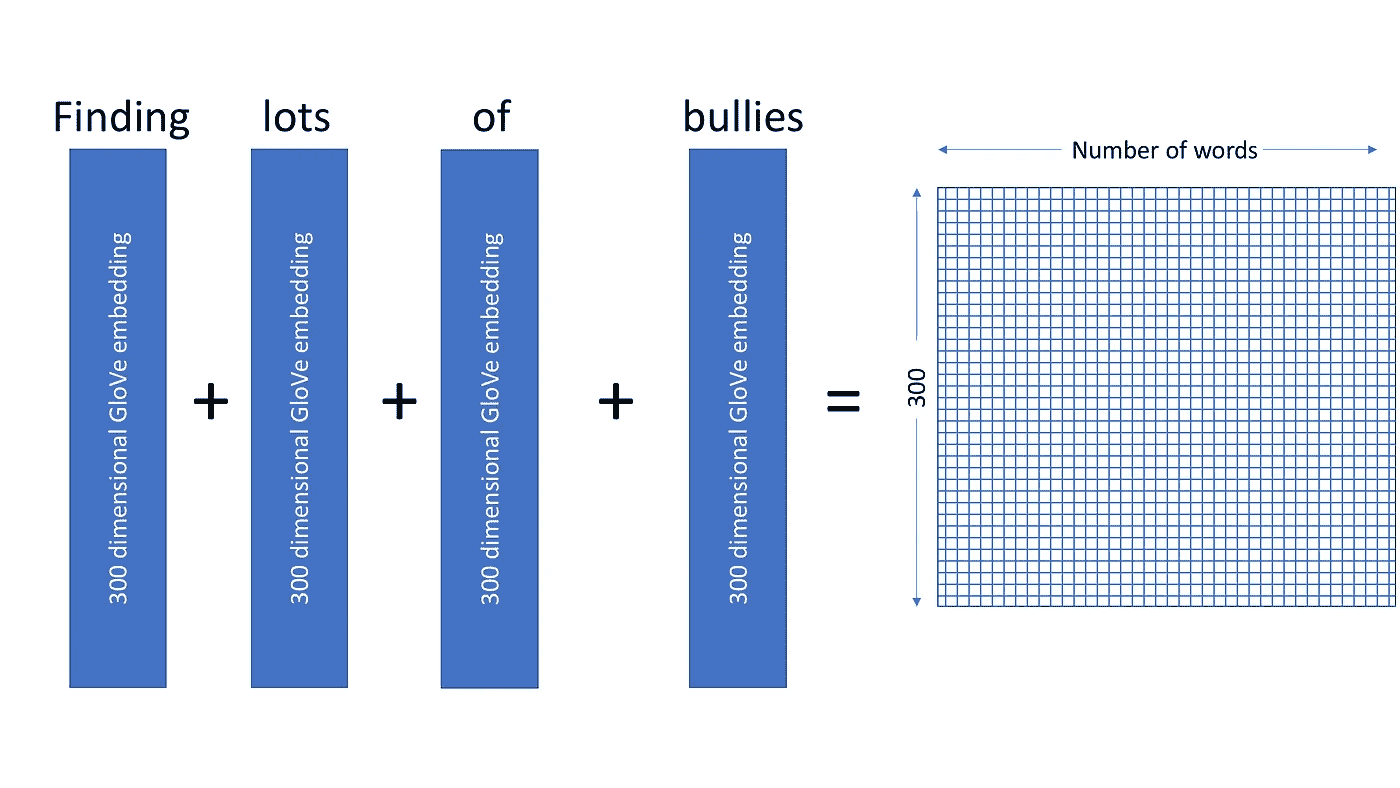 Finding lots of bullies
300 dimensional GloVe embedding
+
300 dimensional GloVe embedding
+
300 dimensional GloVe embedding
+
300 dimensional GloVe embedding
=
Number of words
300